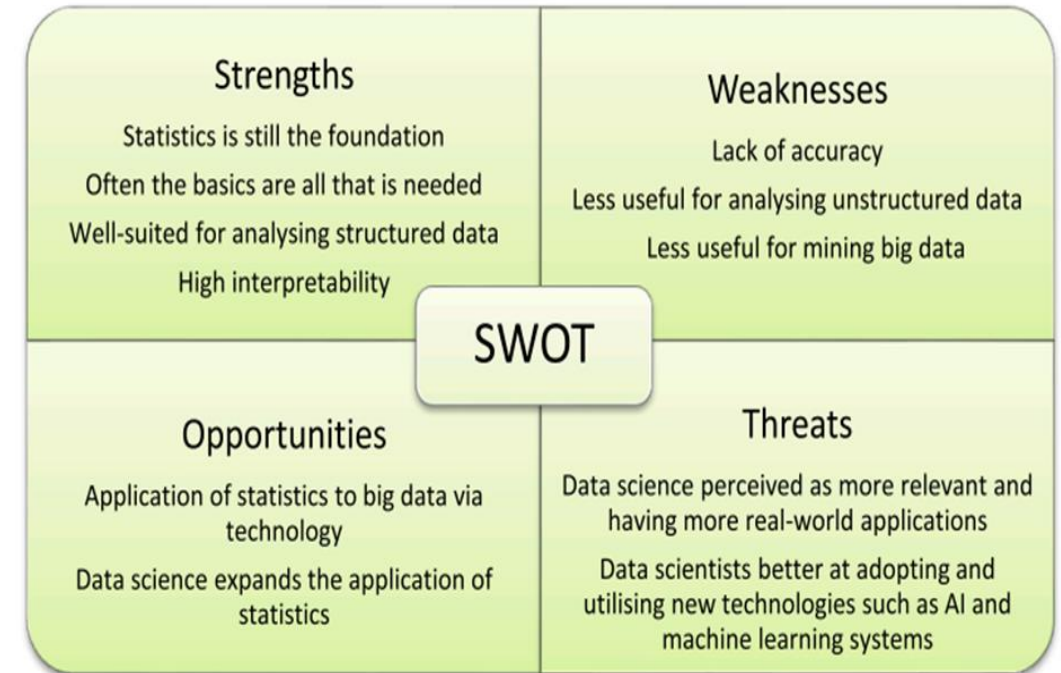 Strengths
Statistics is still the foundation
Often the basics are all that is needed
Well-suited for analysing structured data
High interpretability
Weaknesses
Lack of accuracy
Less useful for analysing unstructured data
Less useful for mining big data
SWOT
Opportunities
Application of statistics to big data via
technology
Data science expands the application of
statistics
Threats
Data science perceived as more relevant and
having more real-world applications
Data scientists better at adopting and
utilising new technologies such as AI and
machine learning systems